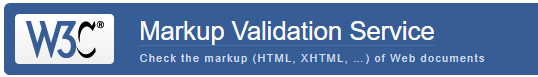 W3C®
Markup Validation Service
Check the markup (HTML, XHTML, …) of Web documents